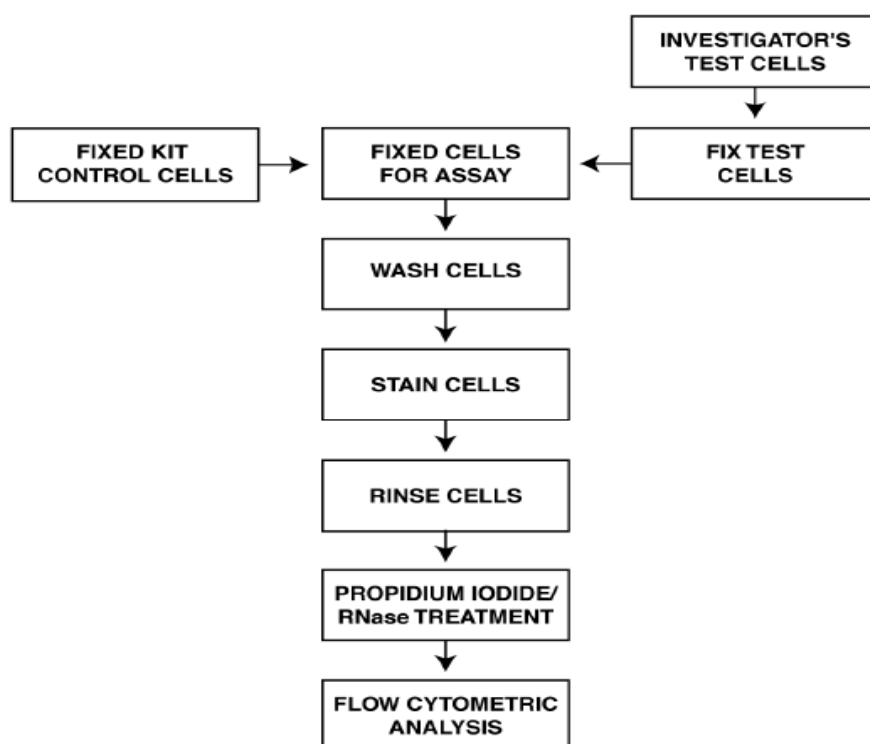 INVESTIGATOR'S
TEST CELLS
FIXED KIT
CONTROL CELLS
FIXED CELLS
FOR ASSAY
FIX TEST
CELLS
WASH CELLS
STAIN CELLS
RINSE CELLS
PROPIDIUM IODIDE/
RNase TREATMENT
FLOW CYTOMETRIC
ANALYSIS